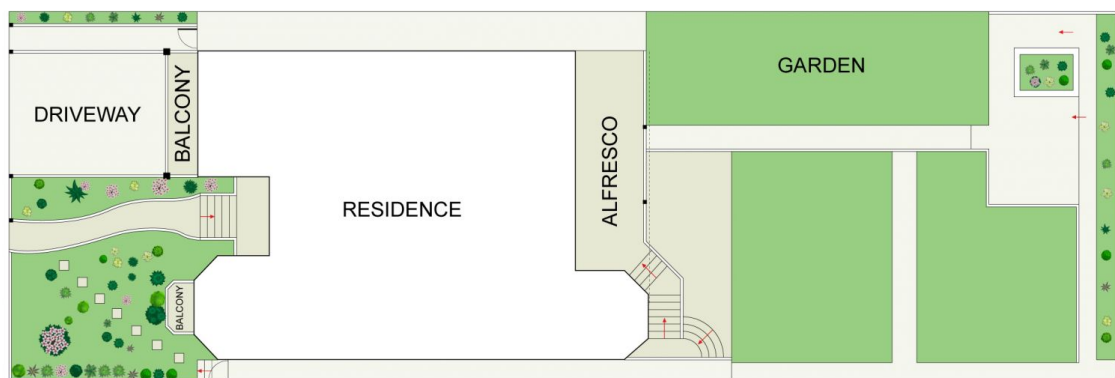 GARDEN
DRIVEWAY
BALCONY
RESIDENCE
ALFRESCO
BALCONY